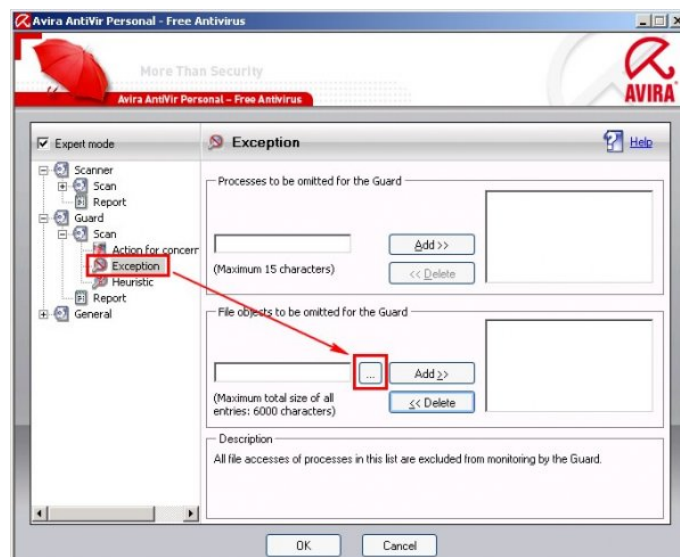 Avira AntiVir Personal - Free Antivirus
More Than Security
Avira AntiVir Personal – Free Antivirus
AVIRA
Expert mode
Exception
Help
Scanner
Scan
Report
Guard
Scan
Action for concern
Exception
Heuristic
Report
General
Processes to be omitted for the Guard
Add >>
(Maximum 15 characters)
<< Delete
File objects to be omitted for the Guard
...
Add >>
(Maximum total size of all
entries: 6000 characters)
<< Delete
Description
All file accesses of processes in this list are excluded from monitoring by the Guard.
OK
Cancel